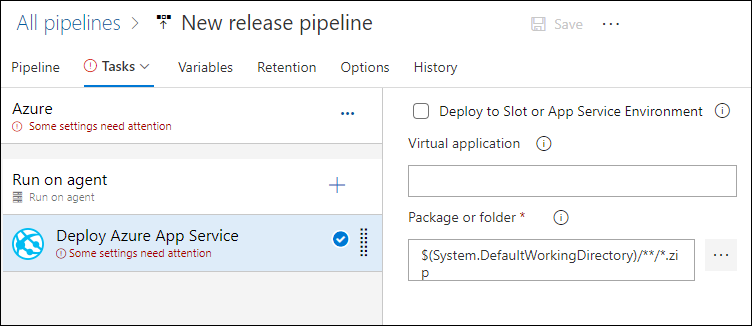 All pipelines > New release pipeline
Save
Pipeline Tasks Variables Retention Options History
Azure
Some settings need attention
Run on agent
Run on agent
Deploy Azure App Service
Some settings need attention
Deploy to Slot or App Service Environment
Virtual application
Package or folder *
$(System.DefaultWorkingDirectory)/**/*.zi
p